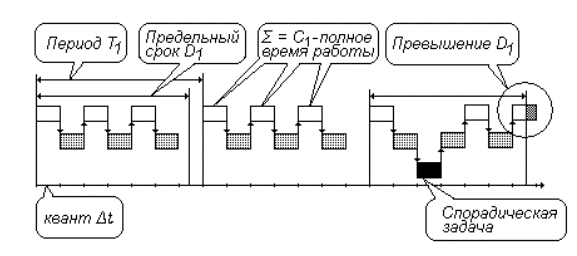 Период T1
Предельный
срок D1
Σ = C1-полное
время работы
Превышение D1
квант Δt
Спорадическая
задача